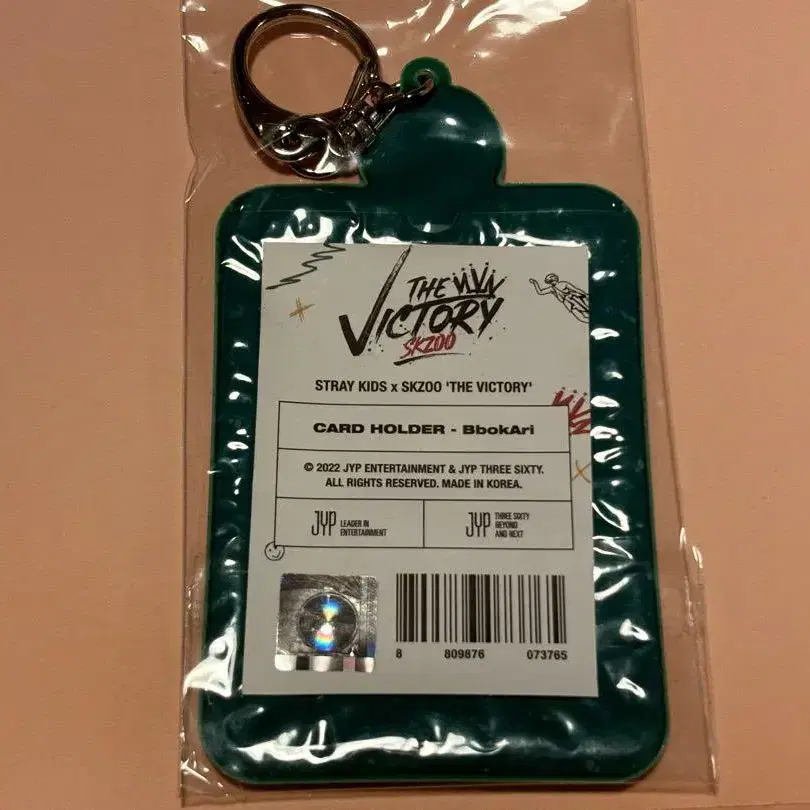 THE
VICTORY
SKZOO
STRAY KIDS x SKZOO 'THE VICTORY'
CARD HOLDER - BbokAri
© 2022 JYP ENTERTAINMENT & JYP THREE SIXTY.
ALL RIGHTS RESERVED. MADE IN KOREA.
JYP LEADER IN
ENTERTAINMENT
JYP THREE SIXTY
BEYOND
AND NEXT
8 809876 073765